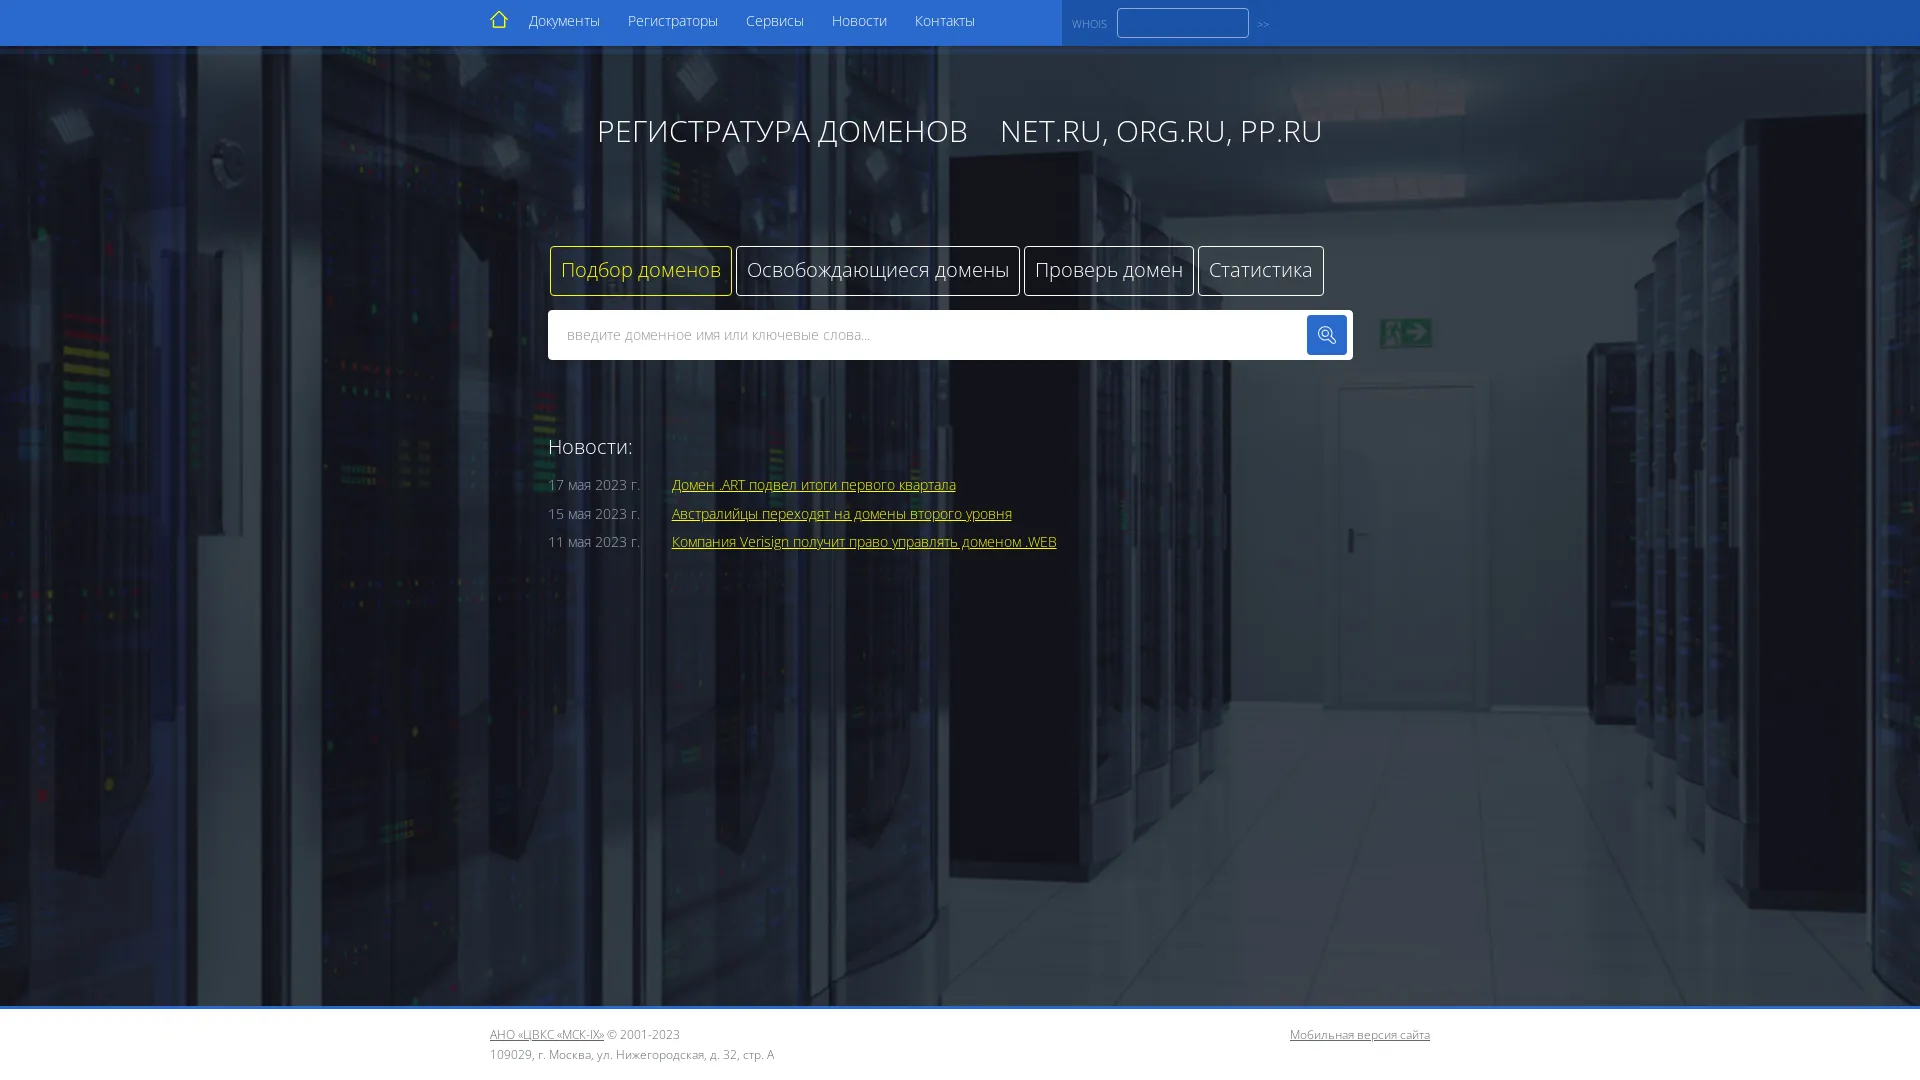 Документы Регистраторы Сервисы Новости Контакты WHOIS >>
РЕГИСТРАТУРА ДОМЕНОВ NET.RU, ORG.RU, PP.RU
Подбор доменов Освобождающиеся домены Проверь домен Статистика
введите доменное имя или ключевые слова...
Новости:
17 мая 2023 г. Домен .ART подвел итоги первого квартала
15 мая 2023 г. Австралийцы переходят на домены второго уровня
11 мая 2023 г. Компания Verisign получит право управлять доменом .WEB
АНО «ЦВКС «МСК-IX» © 2001-2023 Мобильная версия сайта
109029, г. Москва, ул. Нижегородская, д. 32, стр. А